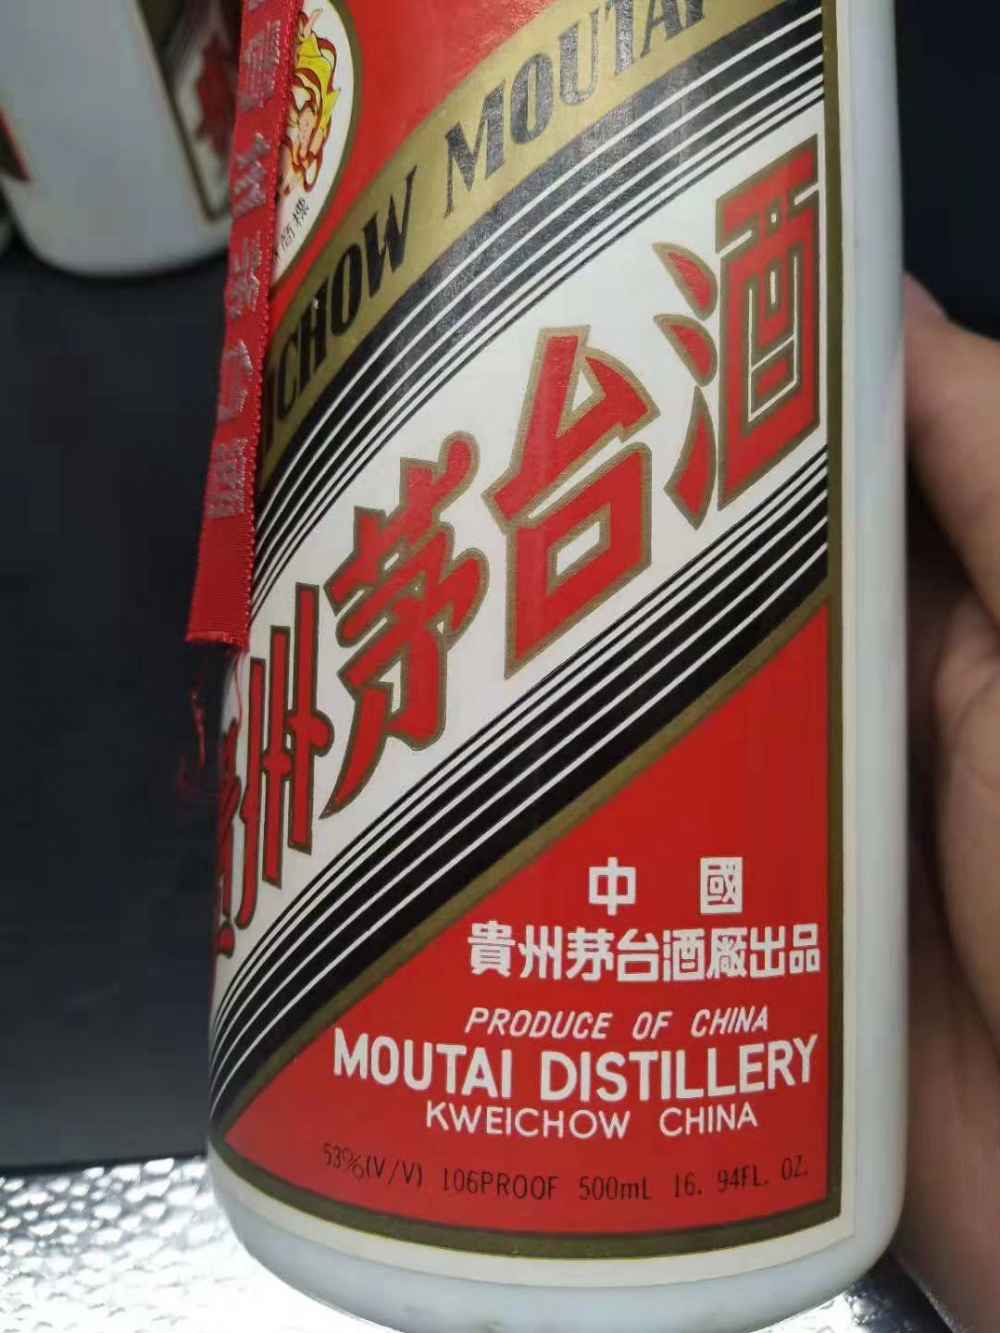 CHOW MOUTAI
貴州茅台酒
中國
貴州茅台酒廠出品
PRODUCE OF CHINA
MOUTAI DISTILLERY
KWEICHOW CHINA
53%(V/V) 106PROOF 500mL 16. 94FL. OZ.